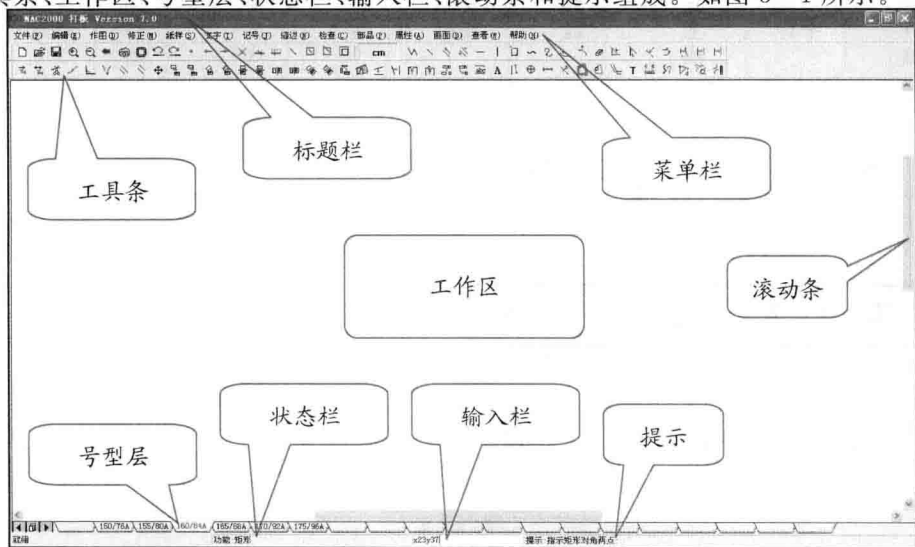 具条、工作区、号型层、状态栏、输入栏、滚动条和提示组成。如图
NAC2000 打板 Version 7.0
文件(F) 编辑(E) 作图(D) 修正(M) 纸样(S) 文字(T) 记号(T) 缝边(U) 检查(C) 部品(P) 属性(A) 画面(D) 查看(V) 帮助(H)
cm
标题栏
菜单栏
工具条
工作区
滚动条
状态栏
输入栏
提示
号型层
150/76A 155/80A 160/84A 165/88A 170/92A 175/96A
就绪 功能 矩形 x23y37 提示 指示矩形对角两点